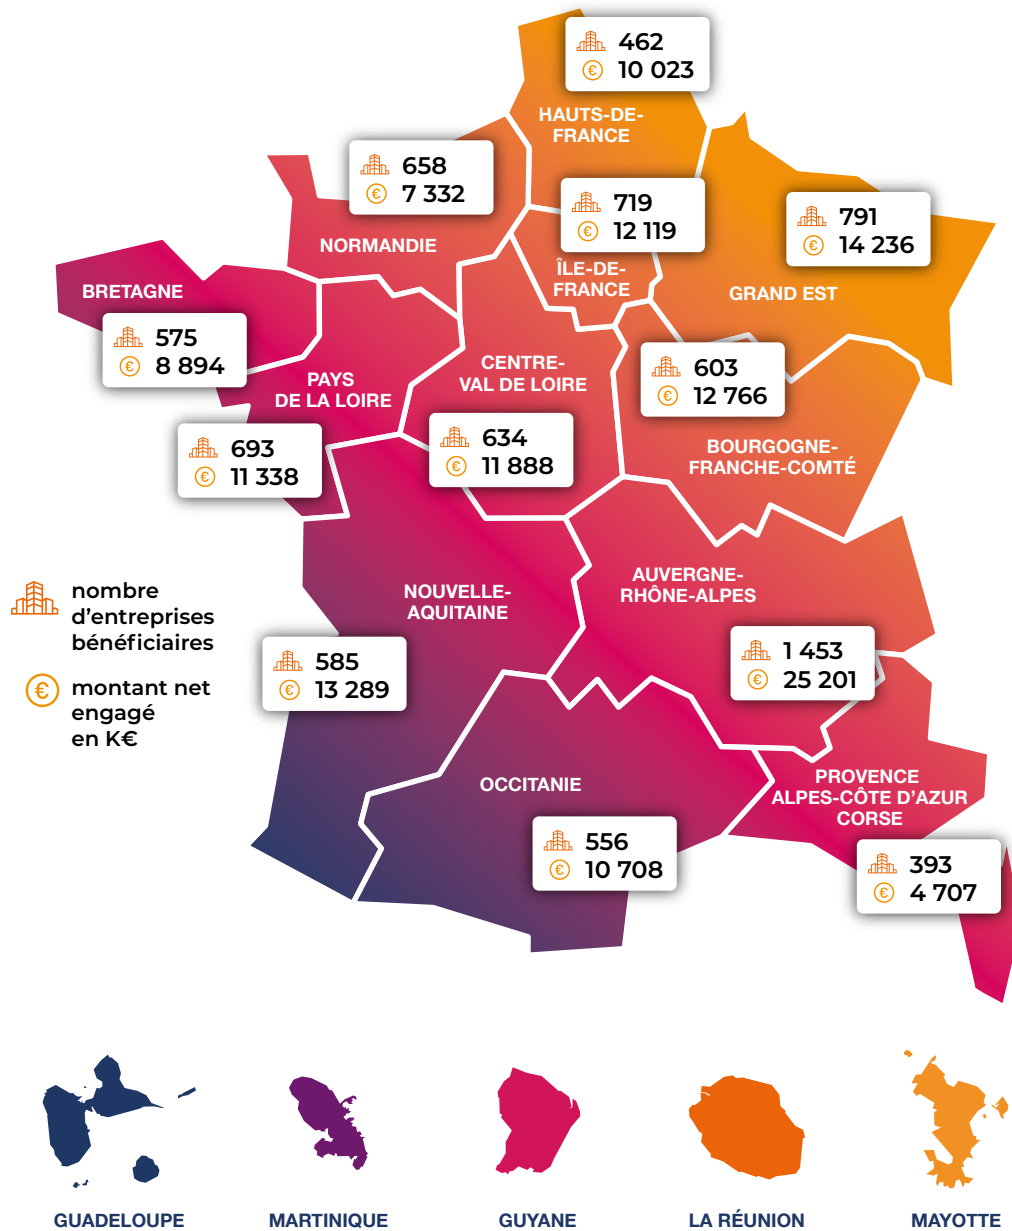 462
10 023
HAUTS-DE-
FRANCE
658
7 332
NORMANDIE
719
12 119
ÎLE-DE-
FRANCE
791
14 236
GRAND EST
BRETAGNE
575
8 894
PAYS
DE LA LOIRE
693
11 338
CENTRE-
VAL DE LOIRE
634
11 888
603
12 766
BOURGOGNE-
FRANCHE-COMTÉ
nombre
d'entreprises
bénéficiaires
€ montant net
engagé
en K€
NOUVELLE-
AQUITAINE
585
13 289
AUVERGNE-
RHÔNE-ALPES
1 453
25 201
OCCITANIE
556
10 708
PROVENCE
ALPES-CÔTE D'AZUR
CORSE
393
4 707
GUADELOUPE
MARTINIQUE
GUYANE
LA RÉUNION
MAYOTTE